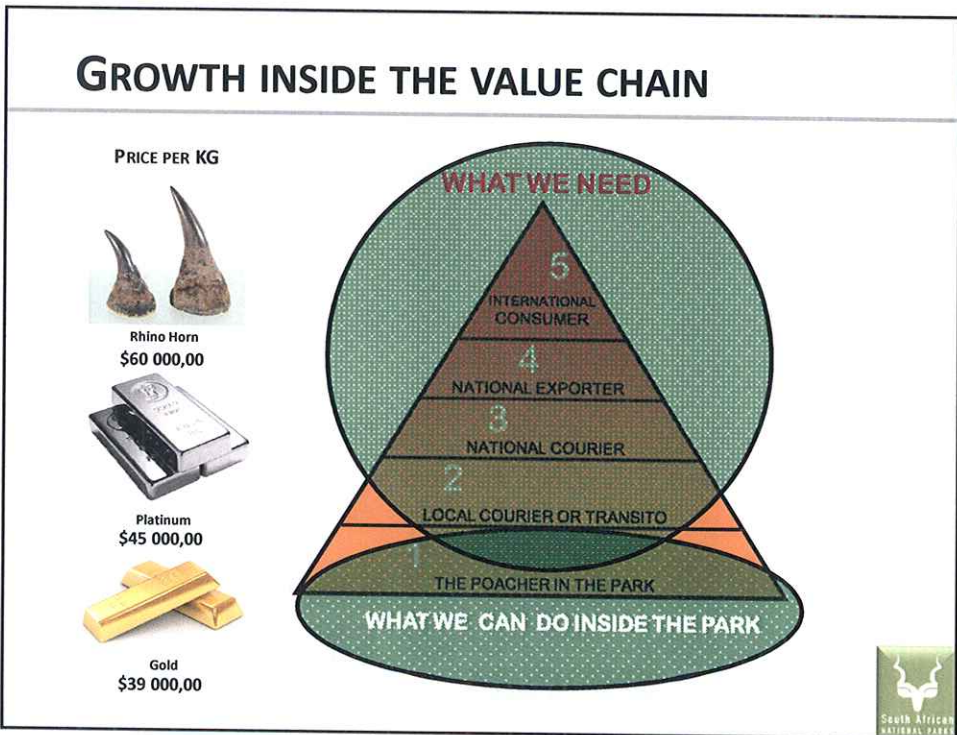 GROWTH INSIDE THE VALUE CHAIN
PRICE PER KG
Rhino Horn
$60 000,00
Platinum
$45 000,00
Gold
$39 000,00
WHAT WE NEED
5
INTERNATIONAL
CONSUMER
4
NATIONAL EXPORTER
3
NATIONAL COURIER
2
LOCAL COURIER OR TRANSITO
1
THE POACHER IN THE PARK
WHAT WE CAN DO INSIDE THE PARK
South African
NATIONAL PARKS